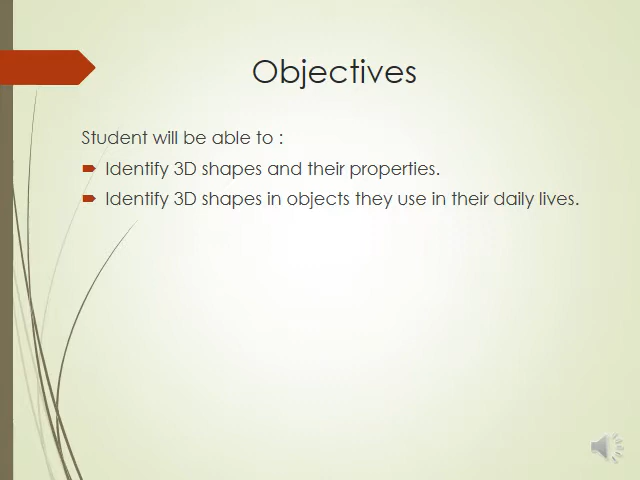 Objectives
Student will be able to :
Identify 3D shapes and their properties.
Identify 3D shapes in objects they use in their daily lives.